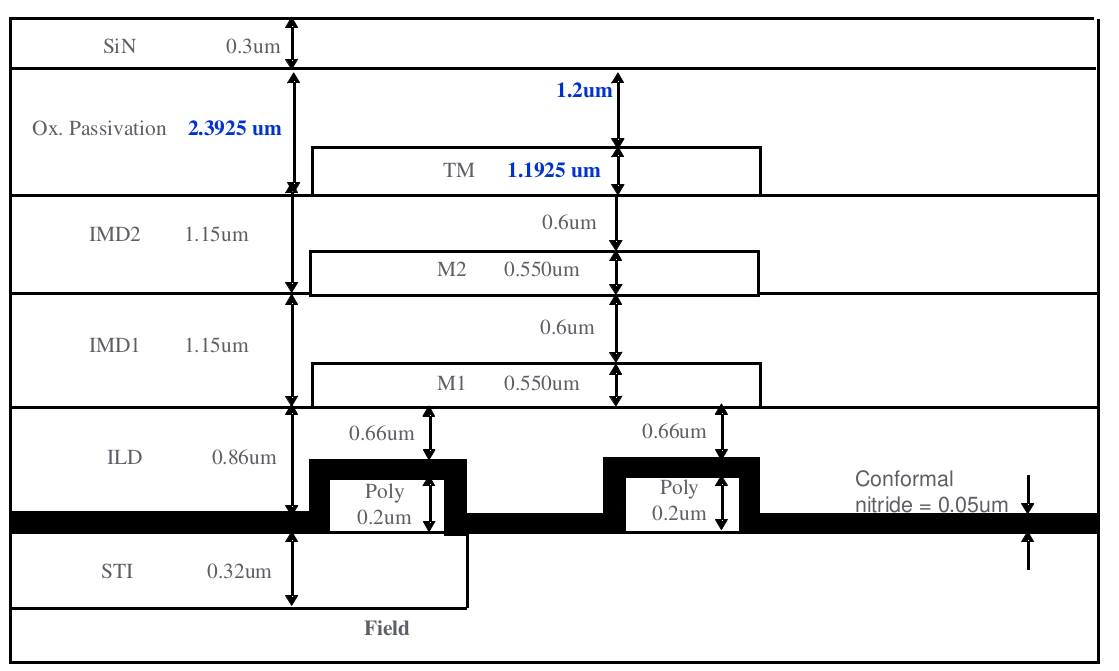 SiN 0.3um
1.2um
Ox. Passivation 2.3925 um
TM 1.1925 um
0.6um
IMD2 1.15um
M2 0.550um
0.6um
IMD1 1.15um
M1 0.550um
0.66um 0.66um
ILD 0.86um
Poly
0.2um
Poly
0.2um
Conformal
nitride = 0.05um
STI 0.32um
Field